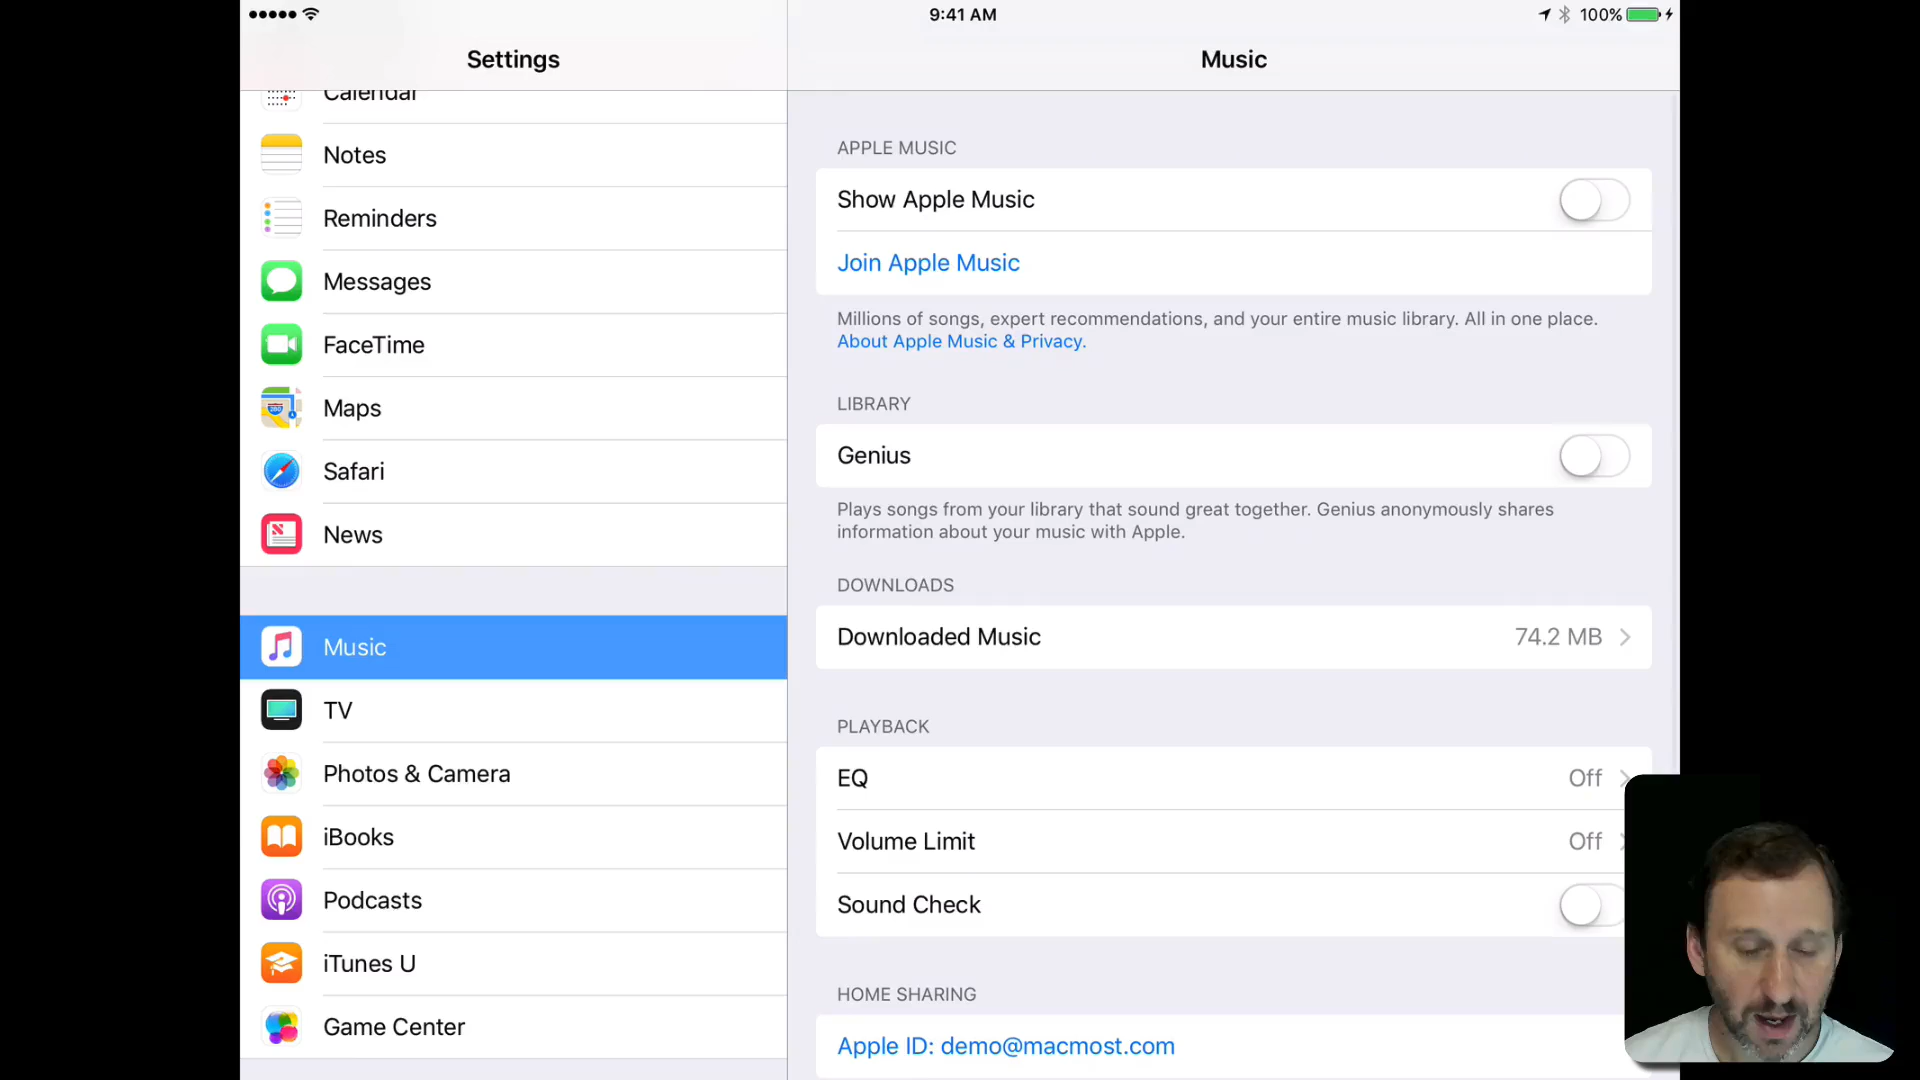 9:41 AM
100%
Settings
Calendar
Notes
Reminders
Messages
FaceTime
Maps
Safari
News
Music
TV
Photos & Camera
iBooks
Podcasts
iTunes U
Game Center
Music
APPLE MUSIC
Show Apple Music
Join Apple Music
Millions of songs, expert recommendations, and your entire music library. All in one place.
About Apple Music & Privacy.
LIBRARY
Genius
Plays songs from your library that sound great together. Genius anonymously shares
information about your music with Apple.
DOWNLOADS
Downloaded Music 74.2 MB
PLAYBACK
EQ Off
Volume Limit Off
Sound Check
HOME SHARING
Apple ID: demo@macmost.com